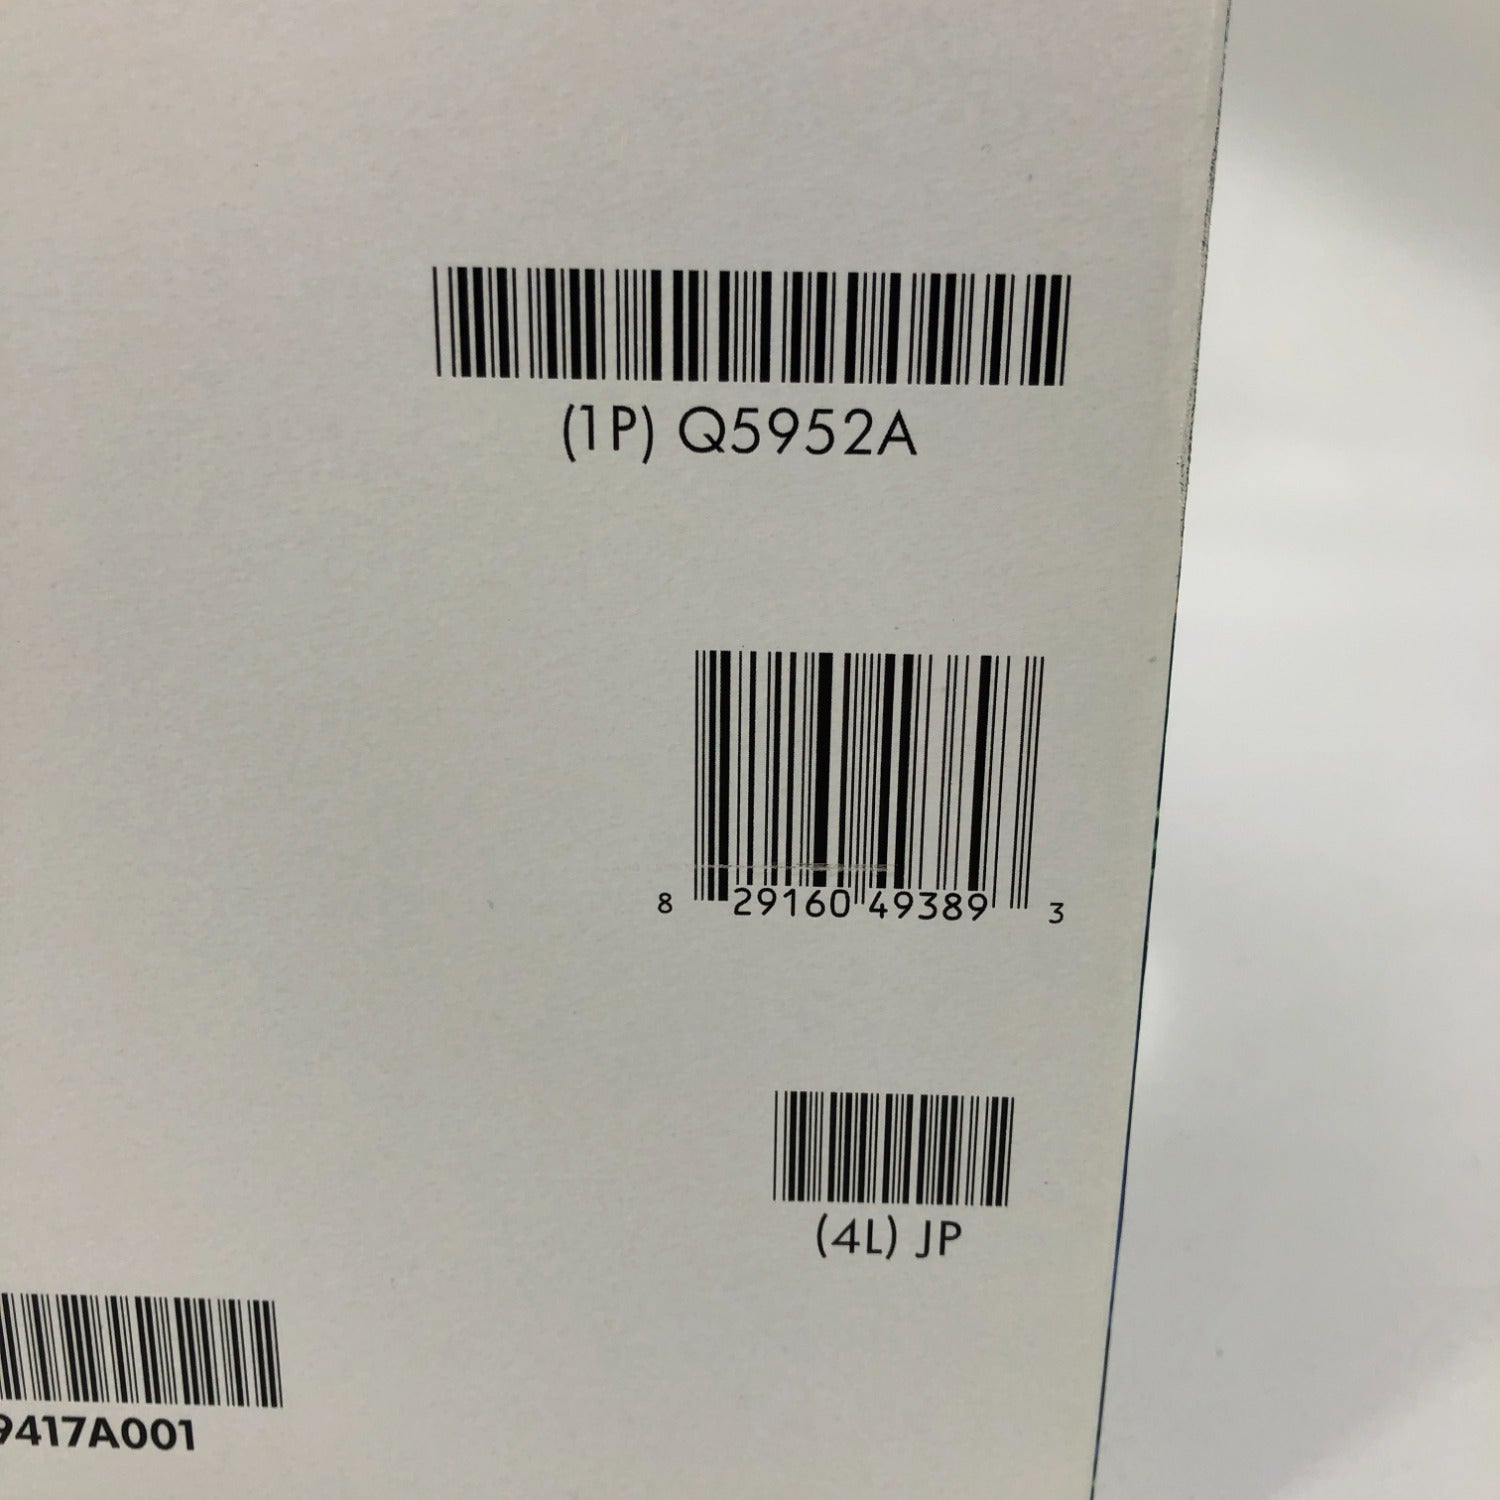 (1P) Q5952A
8 29160 49389 3
(4L) JP
9417A001